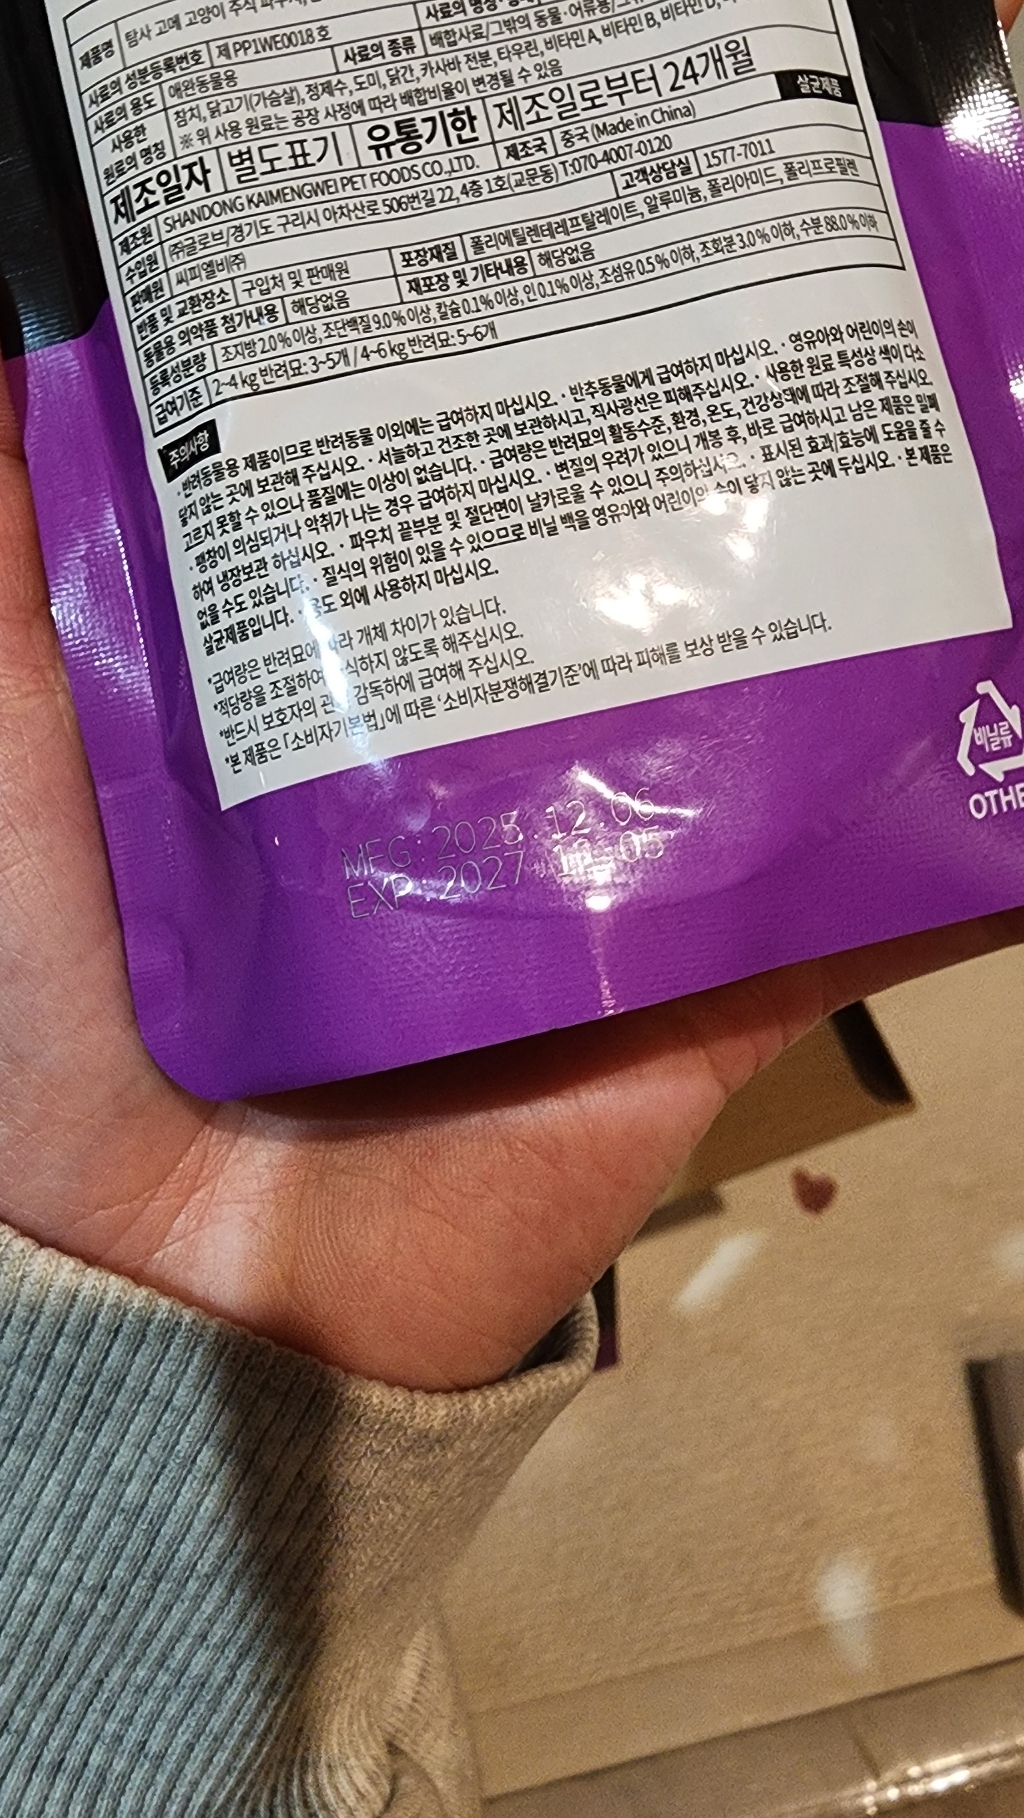 제품명 탐사 고메 고양이 주식 파우치,
사료의 성분등록번호 제 PP1WE0018 호 사료의 명칭
사료의 용도 애완동물용 사료의 종류 배합사료/그밖의 동물·어류용/
사용한 원료의 명칭 참치, 닭고기(가슴살), 정제수, 도미, 달걀, 카사바 전분, 타우린, 비타민 A, 비타민 B, 비타민 D,
※ 위 사용 원료는 공장 사정에 따라 배합비율이 변경될 수 있음
제조일자 별도표기 유통기한 제조일로부터 24개월 살균제품
제조원 SHANDONG KAIMENGWEI PET FOODS CO.,LTD. 제조국 중국 (Made in China)
수입원 ㈜글로브/경기도 구리시 아차산로 506번길 22, 4층 1호(교문동) T:070-4007-0120
판매원 씨피엘비㈜ 고객상담실 1577-7011
반품 및 교환장소 구입처 및 판매원 포장재질 폴리에틸렌테레프탈레이트, 알루미늄, 폴리아미드, 폴리프로필렌
동물용 의약품 첨가내용 해당없음 재포장 및 기타내용 해당없음
등록성분량 조지방 2.0 % 이상, 조단백질 9.0 % 이상, 칼슘 0.1 % 이상, 인 0.1 % 이상, 조섬유 0.5 % 이하, 조회분 3.0 % 이하, 수분 88.0 % 이하
급여기준 2~4 kg 반려묘: 3~5개 / 4~6 kg 반려묘: 5~6개
주의사항
· 반려동물용 제품이므로 반려동물 이외에는 급여하지 마십시오. · 반추동물에게 급여하지 마십시오. · 영유아와 어린이의 손이
닿지 않는 곳에 보관해 주십시오. · 서늘하고 건조한 곳에 보관하시고, 직사광선은 피해주십시오. · 사용한 원료 특성상 색이 다소
고르지 못할 수 있으나 품질에는 이상이 없습니다. · 급여량은 반려묘의 활동수준, 환경, 온도, 건강상태에 따라 조절해 주십시오.
· 팽창이 의심되거나 악취가 나는 경우 급여하지 마십시오. · 변질의 우려가 있으니 개봉 후, 바로 급여하시고 남은 제품은 밀폐
하여 냉장보관 하십시오. · 파우치 끝부분 및 절단면이 날카로울 수 있으니 주의하십시오. · 표시된 효과/효능에 도움을 줄 수
없을 수도 있습니다. · 질식의 위험이 있을 수 있으므로 비닐 백을 영유아와 어린이의 손이 닿지 않는 곳에 두십시오. · 본 제품은
살균제품입니다. · 용도 외에 사용하지 마십시오.
*급여량은 반려묘에 따라 개체 차이가 있습니다.
*적당량을 조절하여 식하지 않도록 해주십시오.
*반드시 보호자의 관리 감독하에 급여해 주십시오.
*본 제품은 「소비자기본법」에 따른 '소비자분쟁해결기준'에 따라 피해를 보상 받을 수 있습니다.
비닐류
OTHE
MFG: 2025. 12. 06
EXP: 2027. 12. 05